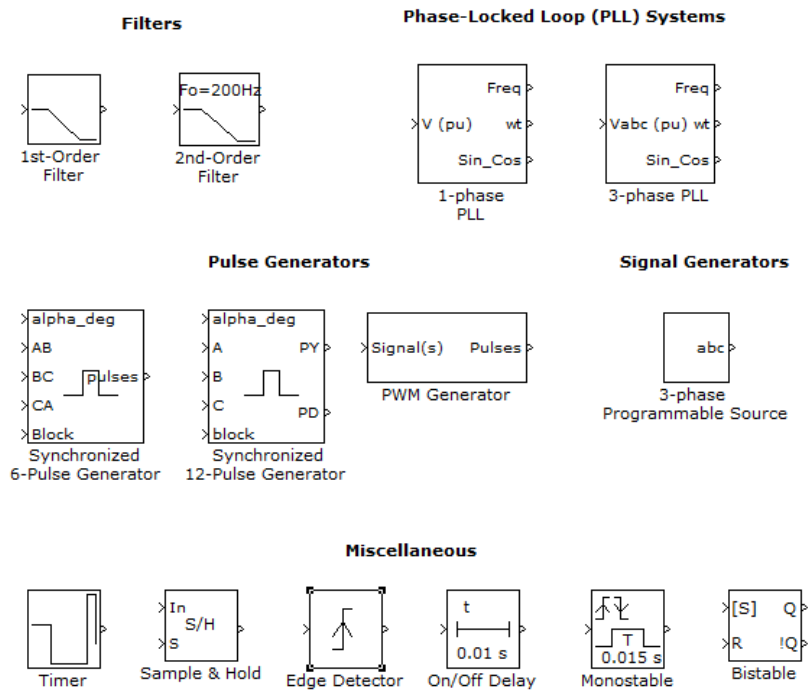 Filters
Phase-Locked Loop (PLL) Systems
Fo=200Hz
1st-Order
Filter
2nd-Order
Filter
Freq
V (pu)
wt
Sin_Cos
1-phase
PLL
Freq
Vabc (pu) wt
Sin_Cos
3-phase PLL
Pulse Generators
Signal Generators
alpha_deg
AB
BC
pulses
CA
Block
Synchronized
6-Pulse Generator
alpha_deg
A
PY
B
C
PD
block
Synchronized
12-Pulse Generator
Signal(s)
Pulses
PWM Generator
abc
3-phase
Programmable Source
Miscellaneous
Timer
In
S/H
S
Sample & Hold
Edge Detector
t
0.01 s
On/Off Delay
T
0.015 s
Monostable
[S]
Q
R
!Q
Bistable